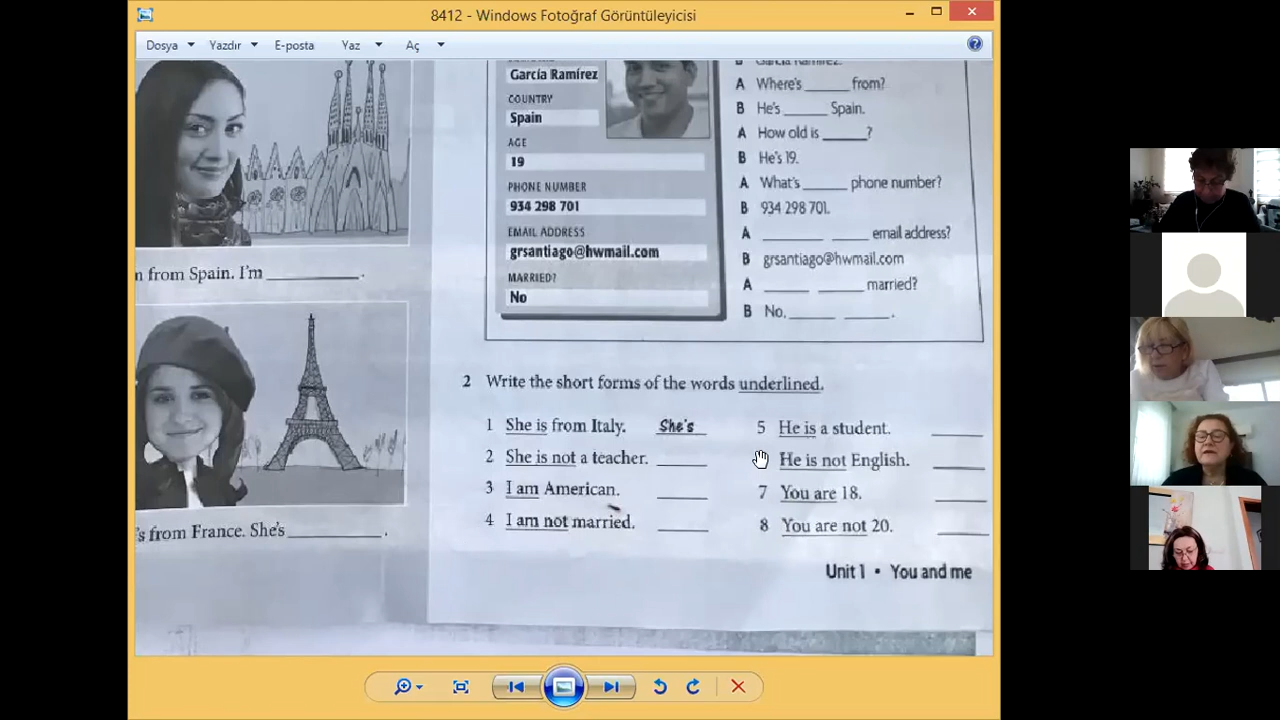 8412 - Windows Fotoğraf Görüntüleyicisi
Dosya Yazdır E-posta Yaz Aç
García Ramírez
COUNTRY
Spain
AGE
19
PHONE NUMBER
934 298 701
EMAIL ADDRESS
grsantiago@hwmail.com
MARRIED?
No
B García Ramírez.
A Where's ______ from?
B He's ______ Spain.
A How old is ______?
B He's 19.
A What's ______ phone number?
B 934 298 701.
A ______ ______ email address?
B grsantiago@hwmail.com
A ______ ______ married?
B No, ______ ______.
from Spain. I'm ______.
's from France. She's ______.
2 Write the short forms of the words underlined.
1 She is from Italy. She's
2 She is not a teacher. ______
3 I am American. ______
4 I am not married. ______
5 He is a student. ______
He is not English. ______
7 You are 18. ______
8 You are not 20. ______
Unit 1 • You and me